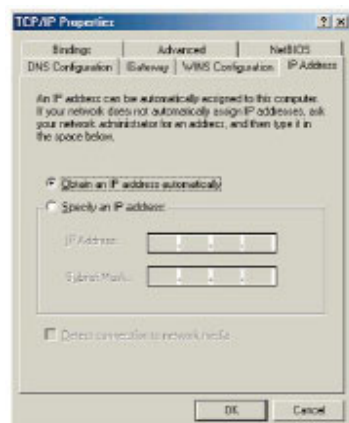 TCP/IP Properties
? ×
Bindings Advanced NetBIOS
DNS Configuration Gateway WINS Configuration IP Address
An IP address can be automatically assigned to this computer.
If your network does not automatically assign IP addresses, ask
your network administrator for an address, and then type it in
the space below.
Obtain an IP address automatically
Specify an IP address:
IP Address:
Subnet Mask:
Detect connection to network media
OK Cancel